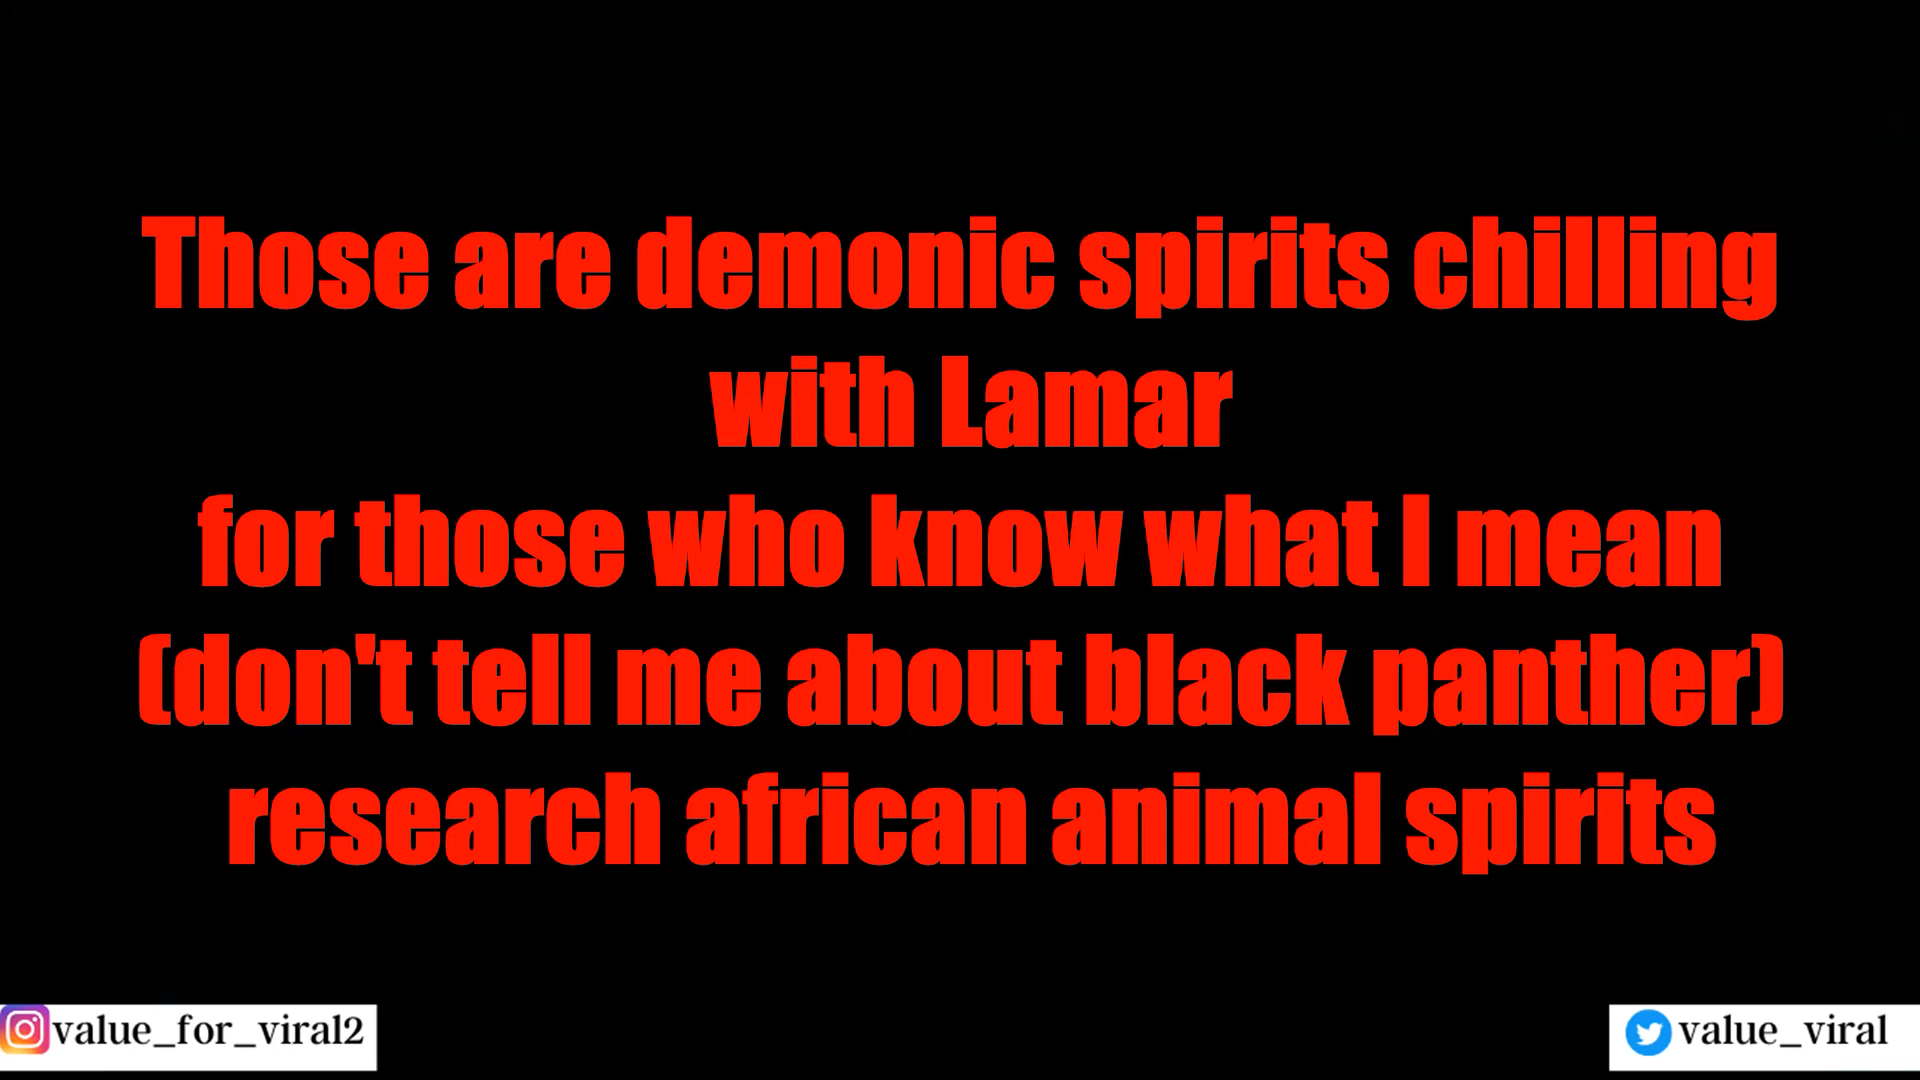 Those are demonic spirits chilling
with Lamar
for those who know what I mean
(don't tell me about black panther)
research african animal spirits
value_for_viral2
value_viral